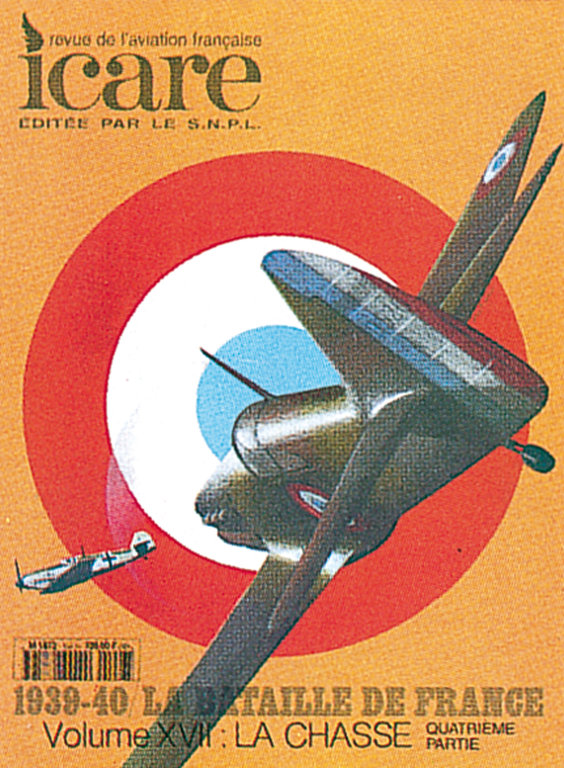 revue de l'aviation française
icare
ÉDITÉE PAR LE S.N.P.L.
1939-40/LA BATAILLE DE FRANCE
Volume XVII : LA CHASSE QUATRIÈME
PARTIE